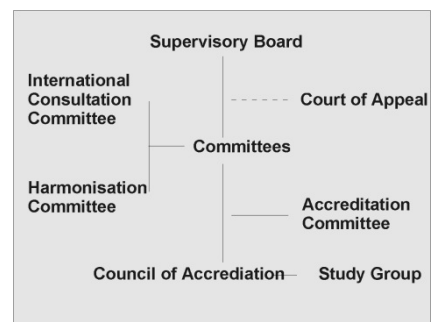 Supervisory Board
International
Consultation
Committee
Court of Appeal
Committees
Harmonisation
Committee
Accreditation
Committee
Council of Accrediation
Study Group